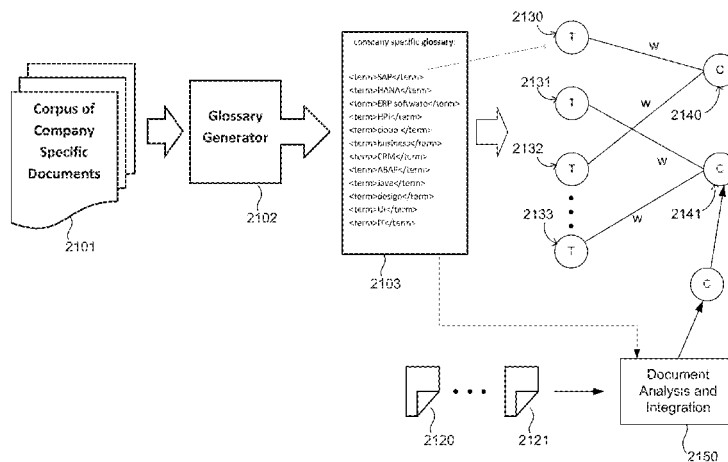 Corpus of
Company
Specific
Documents
2101
Glossary
Generator
2102
company specific glossary:
<term>SAP</term>
<term>HANA</term>
<term>ERP software</term>
<term>HPI</term>
<term>cloud</term>
<term>business</term>
<term>CRM</term>
<term>ABAP</term>
<term>Java</term>
<term>design</term>
<term>UI</term>
2103
2130
T
W
C
2140
2131
T
W
2132
T
W
C
2141
2133
T
W
C
2120
2121
Document
Analysis and
Integration
2150